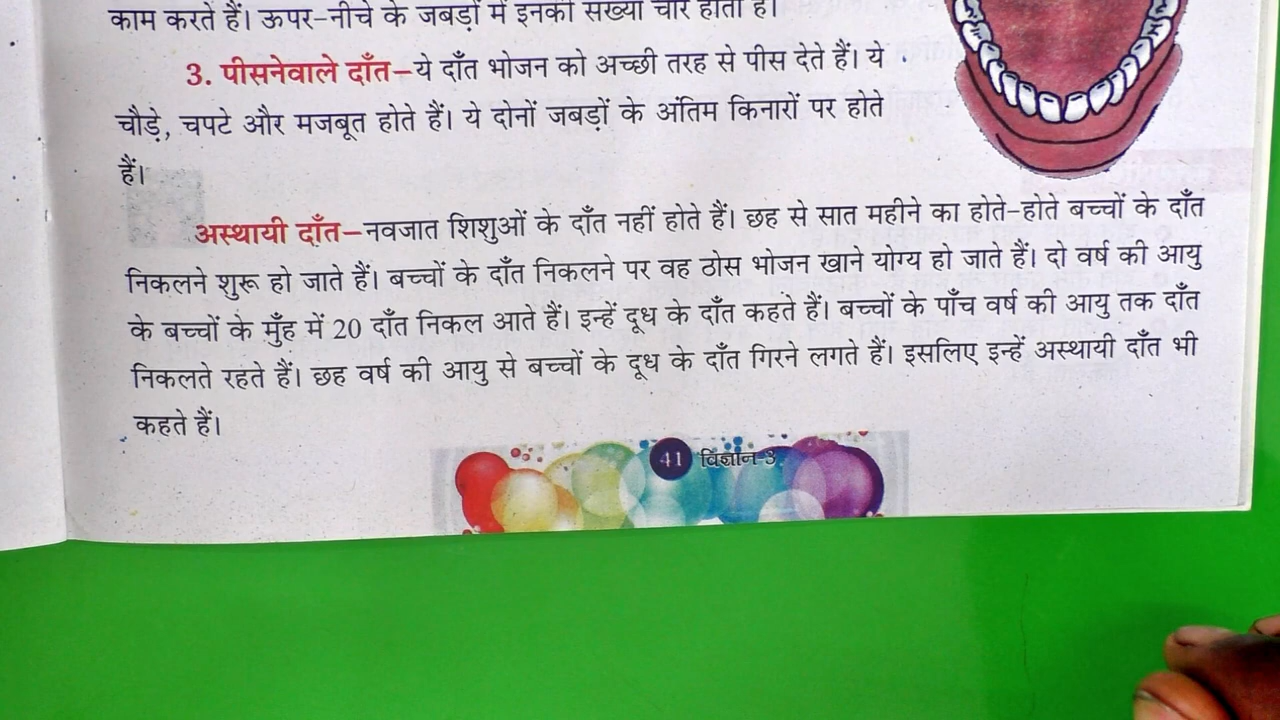 काम करते हैं। ऊपर-नीचे के जबड़ों में इनकी संख्या चार होती है।
3. पीसनेवाले दाँत–ये दाँत भोजन को अच्छी तरह से पीस देते हैं। ये
चौड़े, चपटे और मजबूत होते हैं। ये दोनों जबड़ों के अंतिम किनारों पर होते
हैं।
अस्थायी दाँत–नवजात शिशुओं के दाँत नहीं होते हैं। छह से सात महीने का होते-होते बच्चों के दाँत
निकलने शुरू हो जाते हैं। बच्चों के दाँत निकलने पर वह ठोस भोजन खाने योग्य हो जाते हैं। दो वर्ष की आयु
के बच्चों के मुँह में 20 दाँत निकल आते हैं। इन्हें दूध के दाँत कहते हैं। बच्चों के पाँच वर्ष की आयु तक दाँत
निकलते रहते हैं। छह वर्ष की आयु से बच्चों के दूध के दाँत गिरने लगते हैं। इसलिए इन्हें अस्थायी दाँत भी
कहते हैं।
41 विज्ञान-3